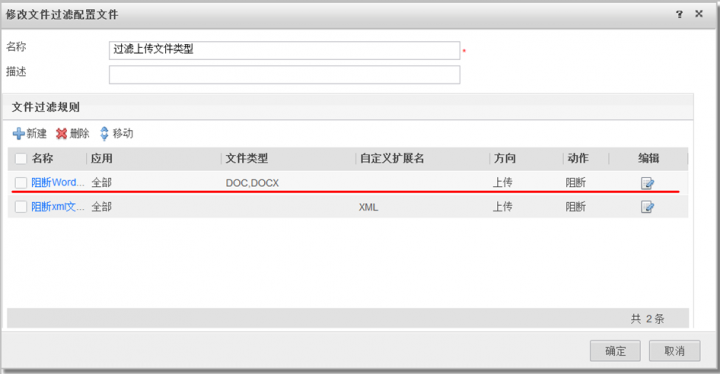 修改文件过滤配置文件 ? ×
名称 过滤上传文件类型 *
描述
文件过滤规则
新建 删除 移动
名称 应用 文件类型 自定义扩展名 方向 动作 编辑
阻断Word... 全部 DOC,DOCX 上传 阻断
阻断xml文... 全部 XML 上传 阻断
共 2 条
确定 取消